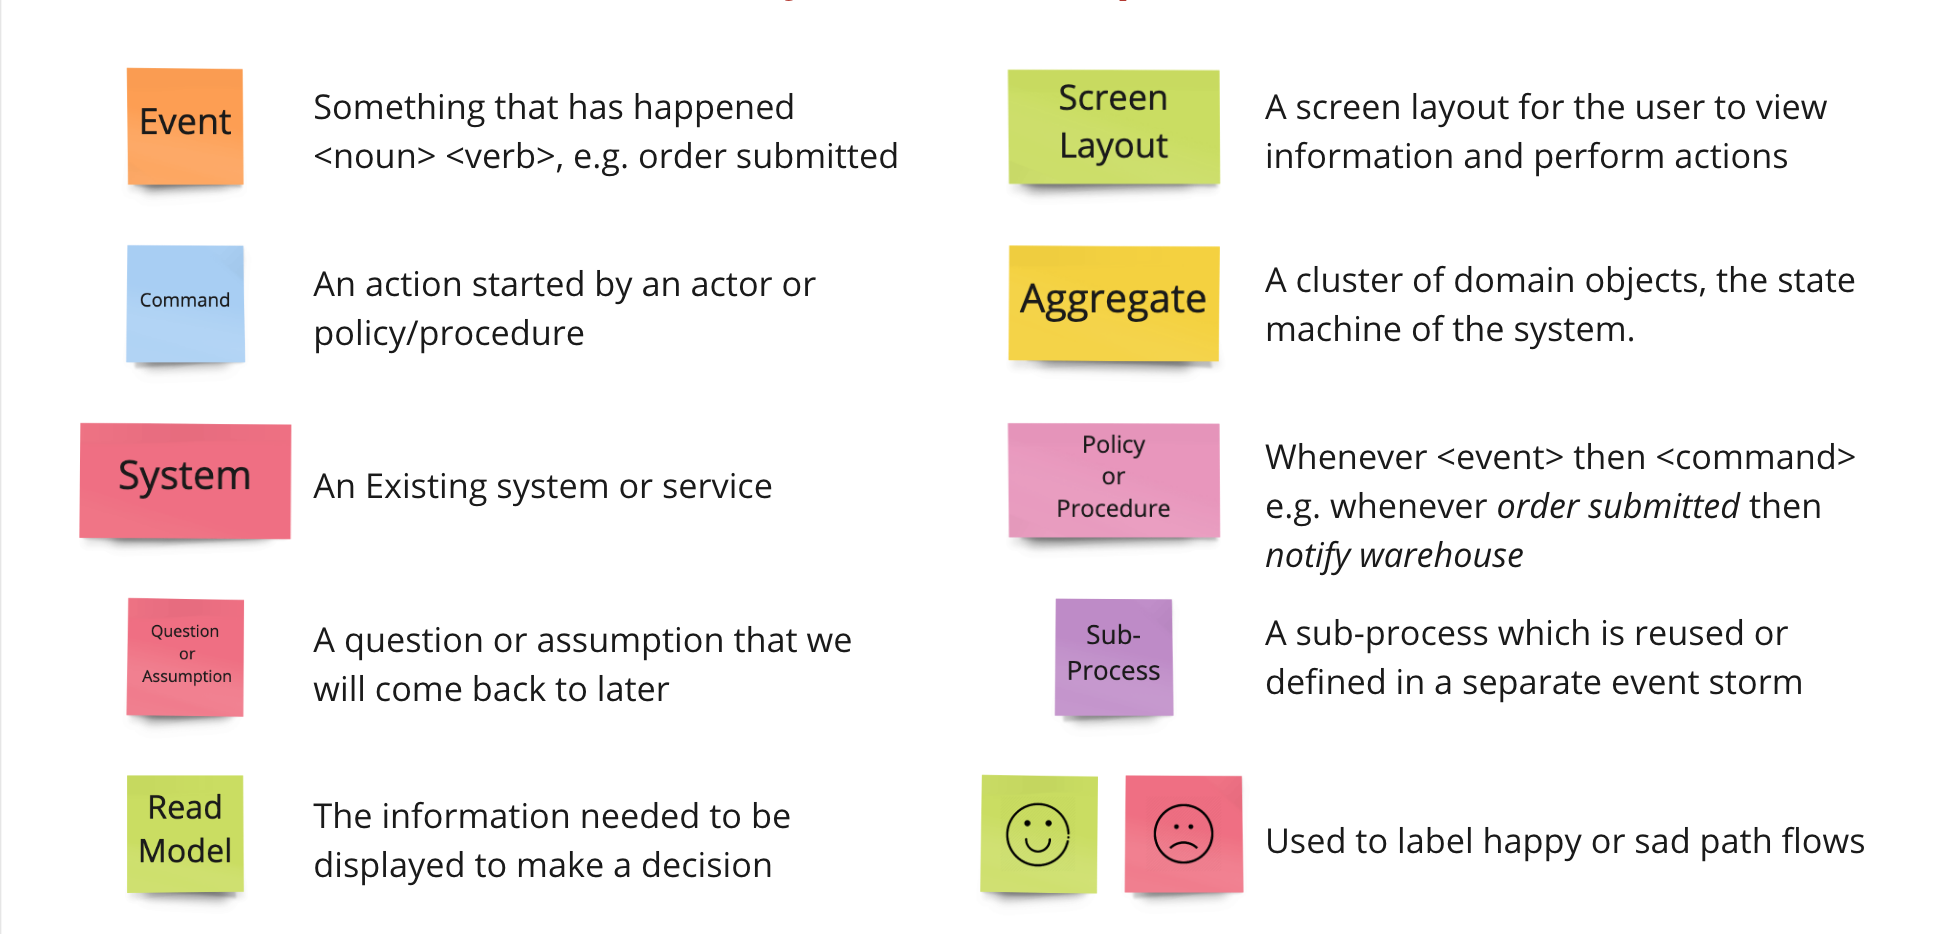 Event
Something that has happened
<noun> <verb>, e.g. order submitted
Command
An action started by an actor or
policy/procedure
System
An Existing system or service
Question
or
Assumption
A question or assumption that we
will come back to later
Read
Model
The information needed to be
displayed to make a decision
Screen
Layout
A screen layout for the user to view
information and perform actions
Aggregate
A cluster of domain objects, the state
machine of the system.
Policy
or
Procedure
Whenever <event> then <command>
e.g. whenever order submitted then
notify warehouse
Sub-
Process
A sub-process which is reused or
defined in a separate event storm
Used to label happy or sad path flows